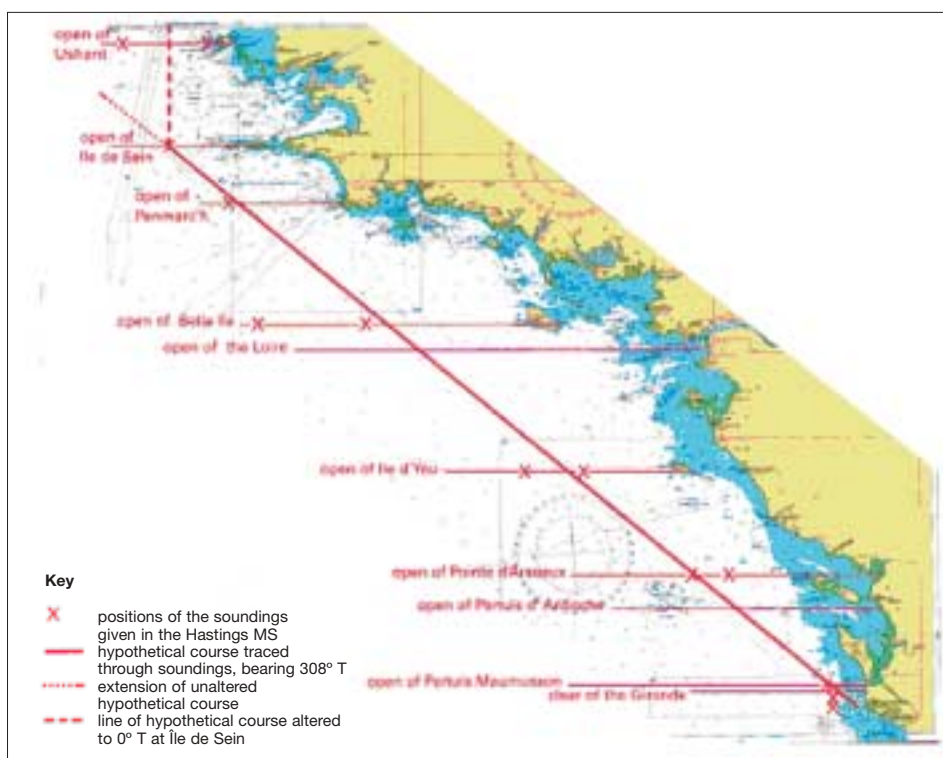 open of
Ushant
open of
Ile de Sein
open of
Penmarc'h
open of Belle Ile
open of the Loire
open of Ile d'Yeu
open of Pointe
open of Pertuis d'Antioche
open of Pertuis Maumusson
clear of the Gironde
Key
X positions of the soundings
given in the Hastings MS
hypothetical course traced
through soundings, bearing 308º T
extension of unaltered
hypothetical course
line of hypothetical course altered
to 0º T at Île de Sein